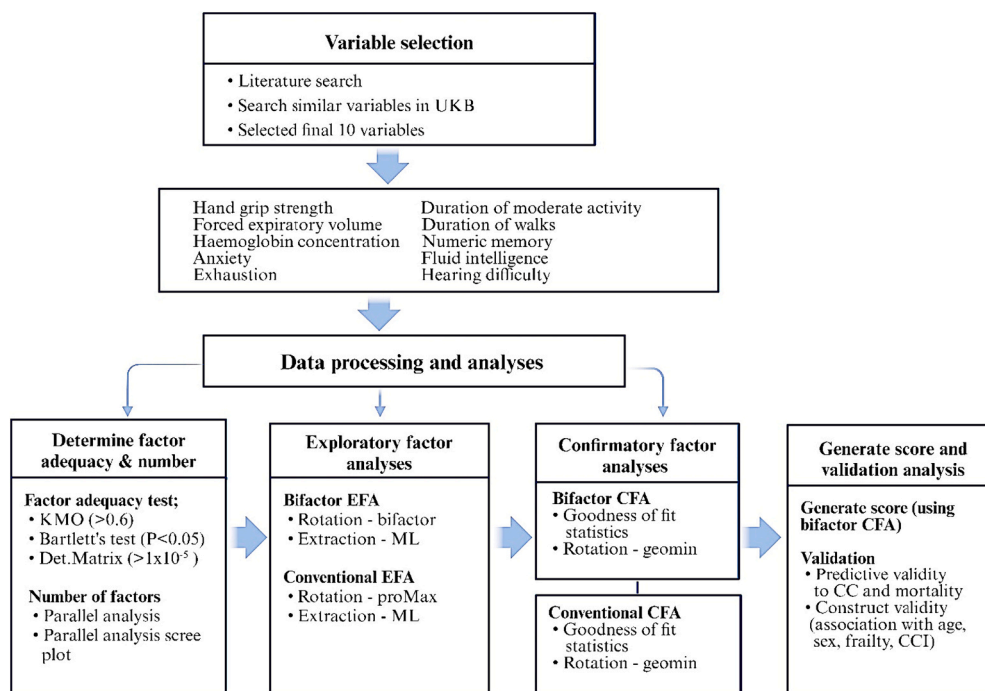 Variable selection
• Literature search
• Search similar variables in UKB
• Selected final 10 variables
Hand grip strength
Forced expiratory volume
Haemoglobin concentration
Anxiety
Exhaustion
Duration of moderate activity
Duration of walks
Numeric memory
Fluid intelligence
Hearing difficulty
Data processing and analyses
Determine factor
adequacy & number
Factor adequacy test;
• KMO (>0.6)
• Bartlett's test (P<0.05)
• Det.Matrix (>1x10⁻⁵ )
Number of factors
• Parallel analysis
• Parallel analysis scree
plot
Exploratory factor
analyses
Bifactor EFA
• Rotation - bifactor
• Extraction - ML
Conventional EFA
• Rotation - proMax
• Extraction - ML
Confirmatory factor
analyses
Bifactor CFA
• Goodness of fit
statistics
• Rotation - geomin
Conventional CFA
• Goodness of fit
statistics
• Rotation - geomin
Generate score and
validation analysis
Generate score (using
bifactor CFA)
Validation
• Predictive validity
to CC and mortality
• Construct validity
(association with age,
sex, frailty, CCI)